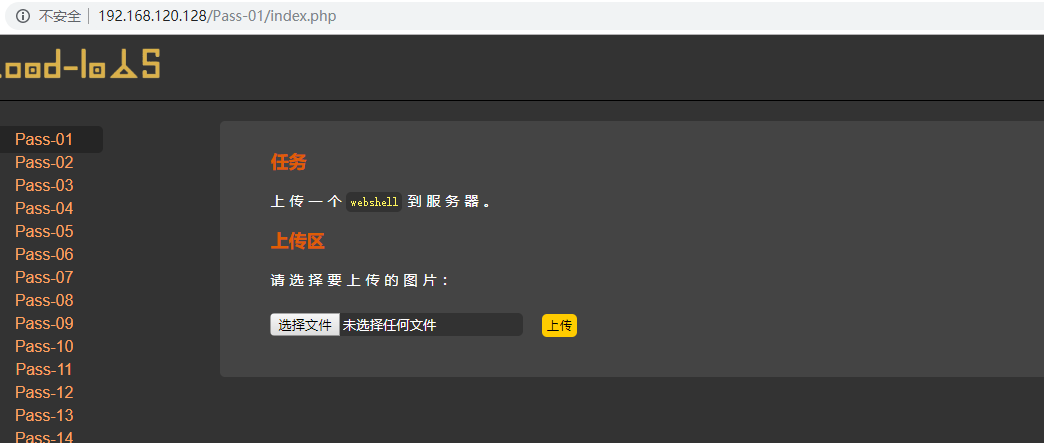 不安全 | 192.168.120.128/Pass-01/index.php
oad-labs
Pass-01
Pass-02
Pass-03
Pass-04
Pass-05
Pass-06
Pass-07
Pass-08
Pass-09
Pass-10
Pass-11
Pass-12
Pass-13
Pass-14
任务
上传一个 webshell 到服务器。
上传区
请选择要上传的图片：
选择文件 未选择任何文件 上传